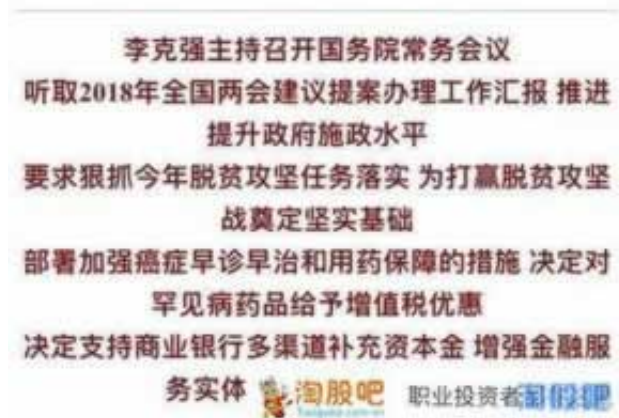 李克强主持召开国务院常务会议
听取2018年全国两会建议提案办理工作汇报 推进
提升政府施政水平
要求狠抓今年脱贫攻坚任务落实 为打赢脱贫攻坚
战奠定坚实基础
部署加强癌症早诊早治和用药保障的措施 决定对
罕见病药品给予增值税优惠
决定支持商业银行多渠道补充资本金 增强金融服
务实体 淘股吧 职业投资者 淘股吧